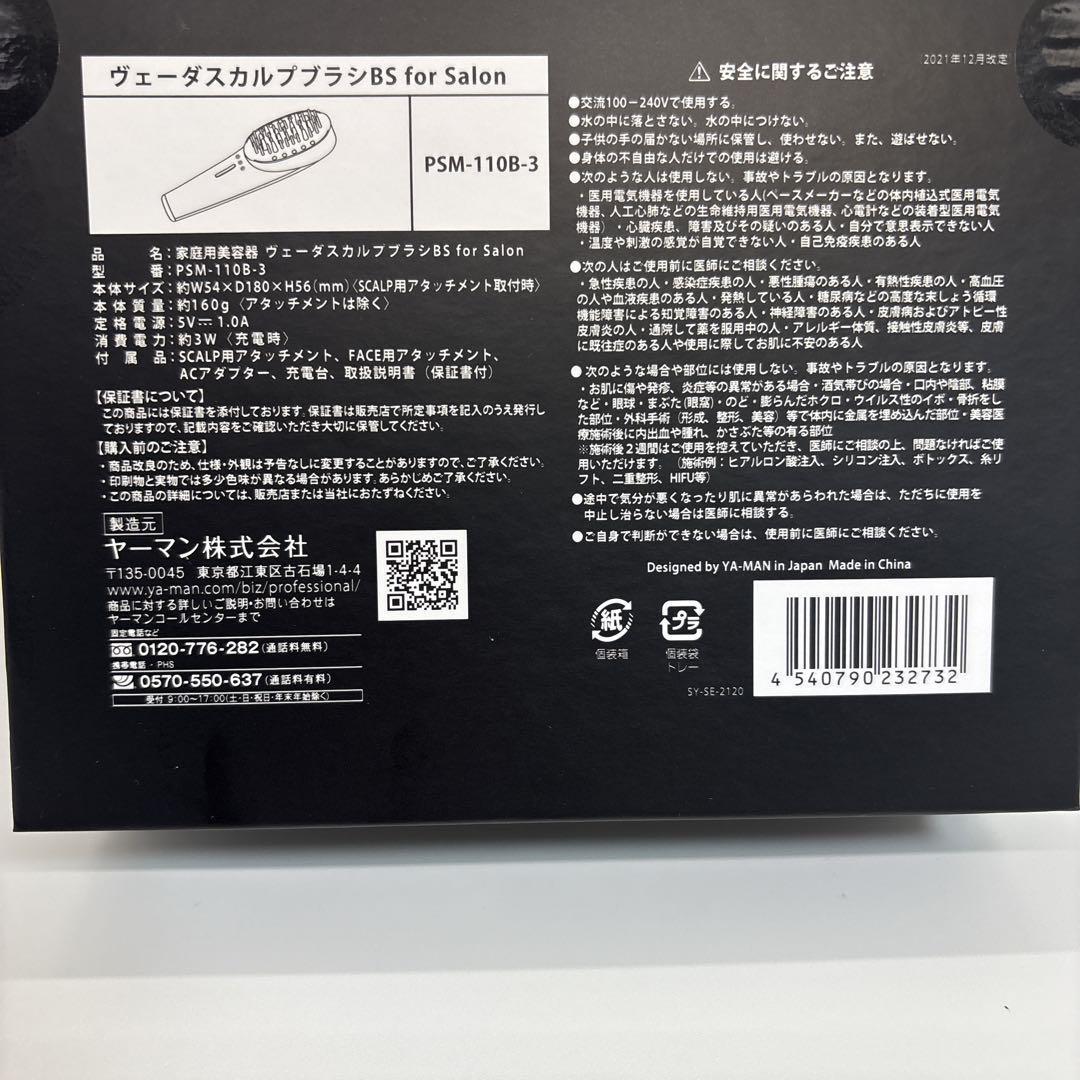 ヴェーダスカルプブラシBS for Salon
PSM-110B-3
品 名：家庭用美容器 ヴェーダスカルプブラシBS for Salon
型 番：PSM-110B-3
本体サイズ：約W54×D180×H56(mm)〈SCALP用アタッチメント取付時〉
本体質量：約160g〈アタッチメントは除く〉
定格電源：5V⎓1.0A
消費電力：約3W〈充電時〉
付属品：SCALP用アタッチメント、FACE用アタッチメント、
ACアダプター、充電台、取扱説明書（保証書付）
【保証書について】
この商品には保証書を添付しております。保証書は販売店で所定事項を記入のうえ発行し
ておりますので、記載内容をご確認いただき大切に保管してください。
【購入前のご注意】
・商品改良のため、仕様・外観は予告なしに変更することがありますので、ご了承ください。
・印刷物と実物では多少色味が異なる場合があります。あらかじめご了承ください。
・この商品の詳細については、販売店または当社におたずねください。
製造元
ヤーマン株式会社
〒135-0045 東京都江東区古石場1-4-4
www.ya-man.com/biz/professional/
商品に対する詳しいご説明・お問い合わせは
ヤーマンコールセンターまで
固定電話など
0120-776-282（通話料無料）
携帯電話・PHS
0570-550-637（通話料有料）
受付 9:00〜17:00(土・日・祝日・年末年始除く)
2021年12月改定
⚠ 安全に関するご注意
●交流100－240Vで使用する。
●水の中に落とさない。水の中につけない。
●子供の手の届かない場所に保管し、使わせない。また、遊ばせない。
●身体の不自由な人だけでの使用は避ける。
●次のような人は使用しない。事故やトラブルの原因となります。
・医用電気機器を使用している人(ペースメーカーなどの体内植込式医用電気
機器、人工心肺などの生命維持用医用電気機器、心電計などの装着型医用電気
機器）・心臓疾患、障害及びその疑いのある人・自分で意思表示できない人
・温度や刺激の感覚が自覚できない人・自己免疫疾患のある人
●次の人はご使用前に医師にご相談ください。
・急性疾患の人・感染症疾患の人・悪性腫瘍のある人・有熱性疾患の人・高血圧
の人や血液疾患のある人・発熱している人・糖尿病などの高度な末しょう循環
機能障害による知覚障害のある人・神経障害のある人・皮膚病およびアトピー性
皮膚炎の人・通院して薬を服用中の人・アレルギー体質、接触性皮膚炎等、皮膚
に既往症のある人や使用に際してお肌に不安のある人
●次のような場合や部位には使用しない。事故やトラブルの原因となります。
・お肌に傷や発疹、炎症等の異常がある場合・酒気帯びの場合・口内や陰部、粘膜
など・眼球・まぶた(眼窩)・のど・膨らんだホクロ・ウイルス性のイボ・骨折をし
た部位・外科手術（形成、整形、美容）等で体内に金属を埋め込んだ部位・美容医
療施術後に内出血や腫れ、かさぶた等の有る部位
※施術後２週間はご使用を控えていただき、医師にご相談の上、問題なければご使
用いただけます。（施術例：ヒアルロン酸注入、シリコン注入、ボトックス、糸リ
フト、二重整形、HIFU等）
●途中で気分が悪くなったり肌に異常があらわれた場合は、ただちに使用を
中止し治らない場合は医師に相談する。
●ご自身で判断ができない場合は、使用前に医師にご相談ください。
Designed by YA-MAN in Japan Made in China
紙
個装箱
プラ
個装袋
トレー
SY-SE-2120
4 540790 232732